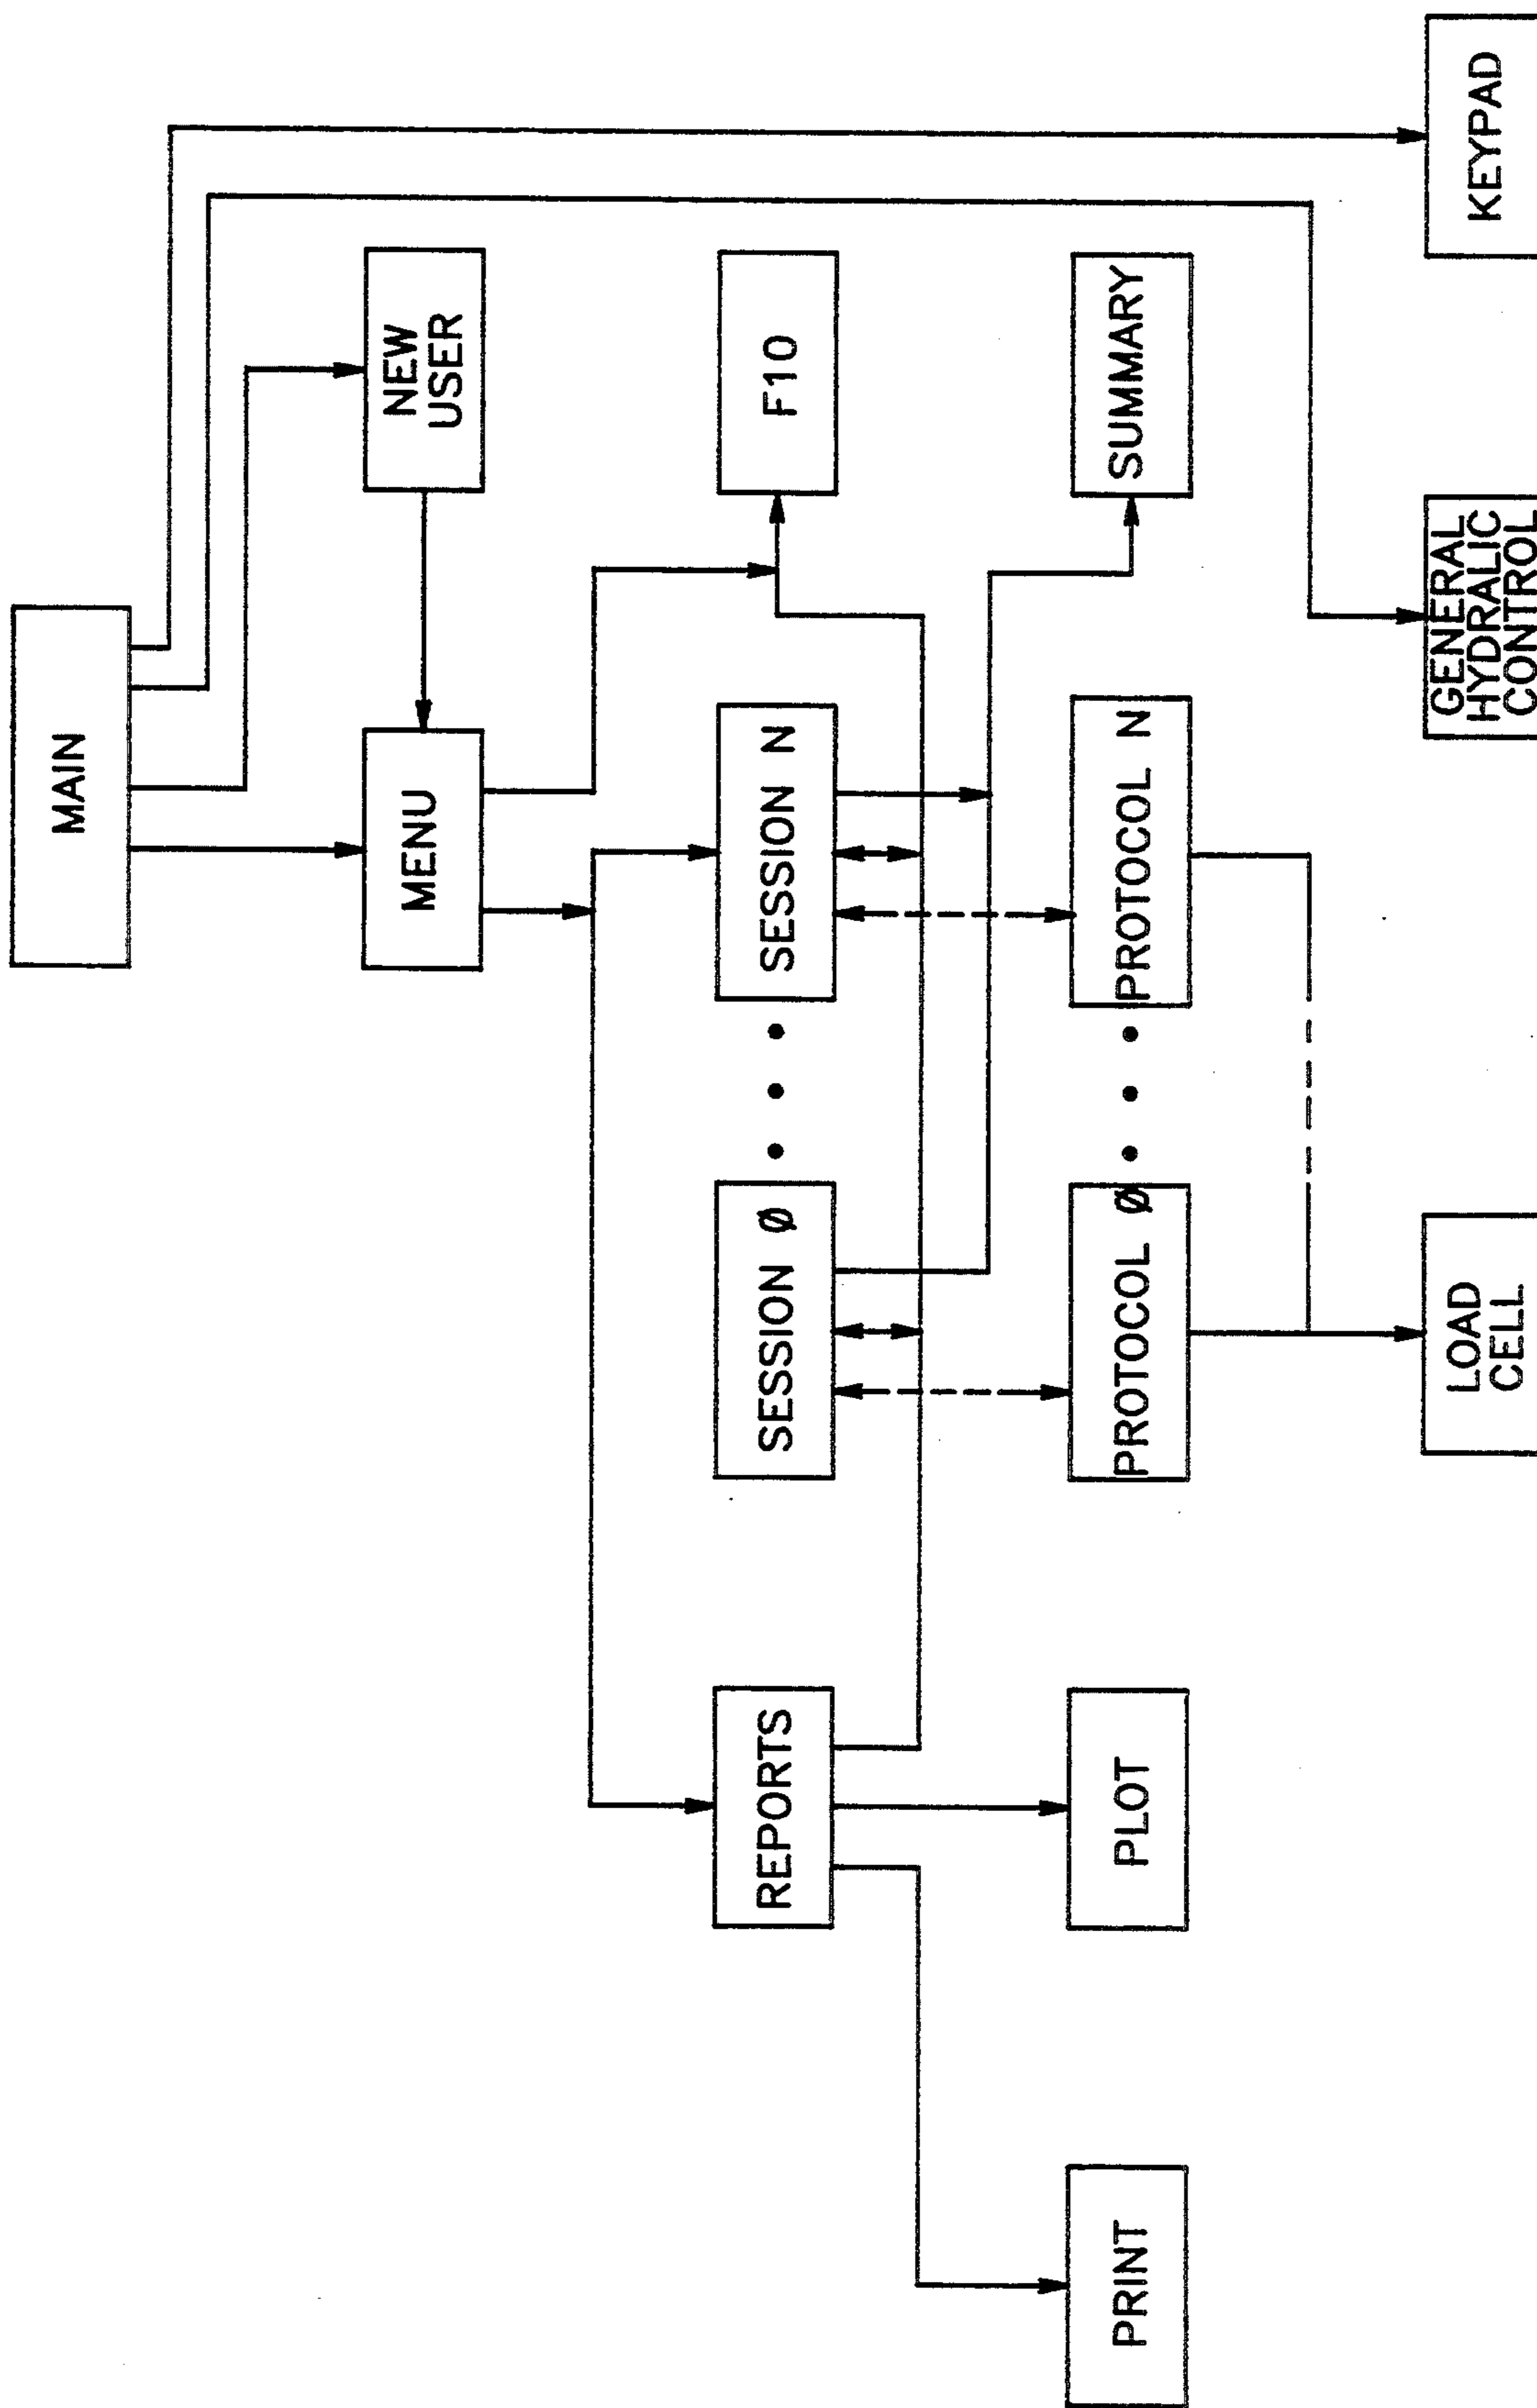 MAIN
MENU
NEW
USER
REPORTS
SESSION Ø
SESSION N
F10
PRINT
PLOT
PROTOCOL Ø
PROTOCOL N
SUMMARY
LOAD
CELL
GENERAL
HYDRALIC
CONTROL
KEYPAD